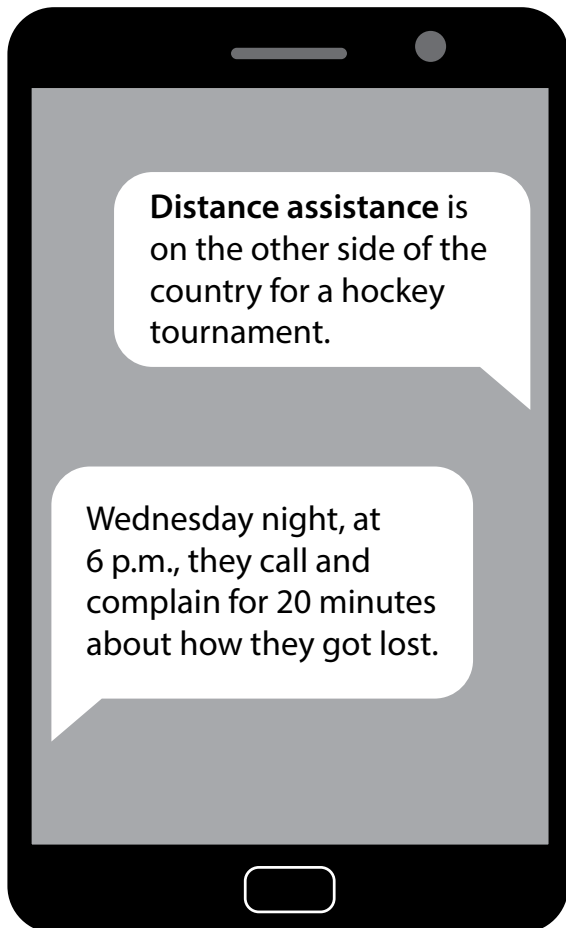 Distance assistance is
on the other side of the
country for a hockey
tournament.
Wednesday night, at
6 p.m., they call and
complain for 20 minutes
about how they got lost.